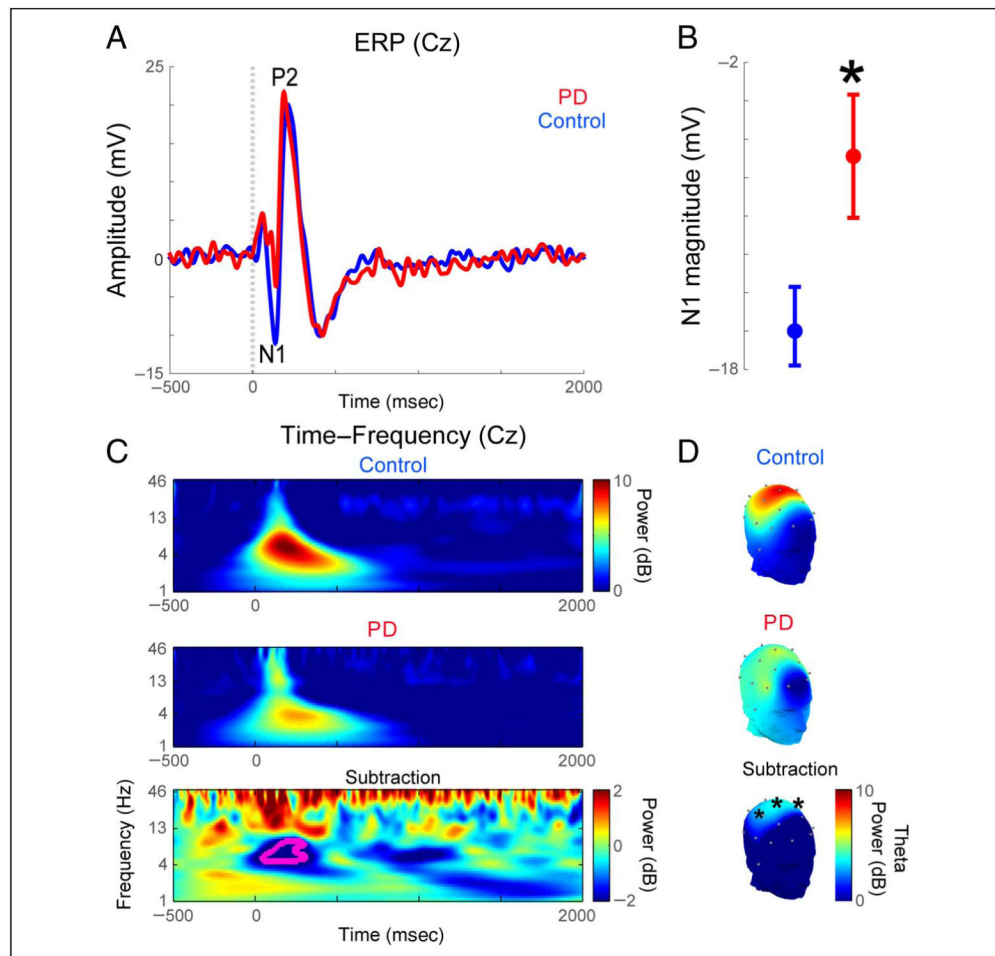 A
ERP (Cz)
25
P2
PD
Control
Amplitude (mV)
0
N1
−15
−500
0
2000
Time (msec)
B
−2
*
N1 magnitude (mV)
−18
C
Time–Frequency (Cz)
Control
46
13
4
1
−500
0
2000
10
0
Power (dB)
PD
46
13
4
1
−500
0
2000
Subtraction
46
13
4
1
Frequency (Hz)
−500
0
2000
Time (msec)
2
0
−2
Power (dB)
D
Control
PD
Subtraction
* * *
10
0
Theta
Power (dB)